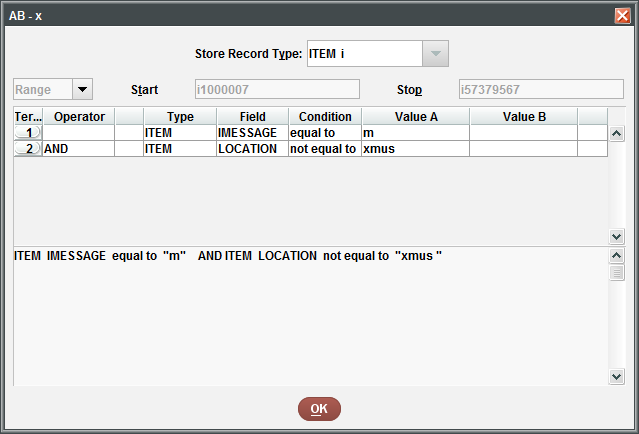 AB - x
Store Record Type: ITEM i
Range Start i1000007 Stop i57379567
Ter... Operator Type Field Condition Value A Value B
1 ITEM IMESSAGE equal to m
2 AND ITEM LOCATION not equal to xmus
ITEM IMESSAGE equal to "m" AND ITEM LOCATION not equal to "xmus "
OK